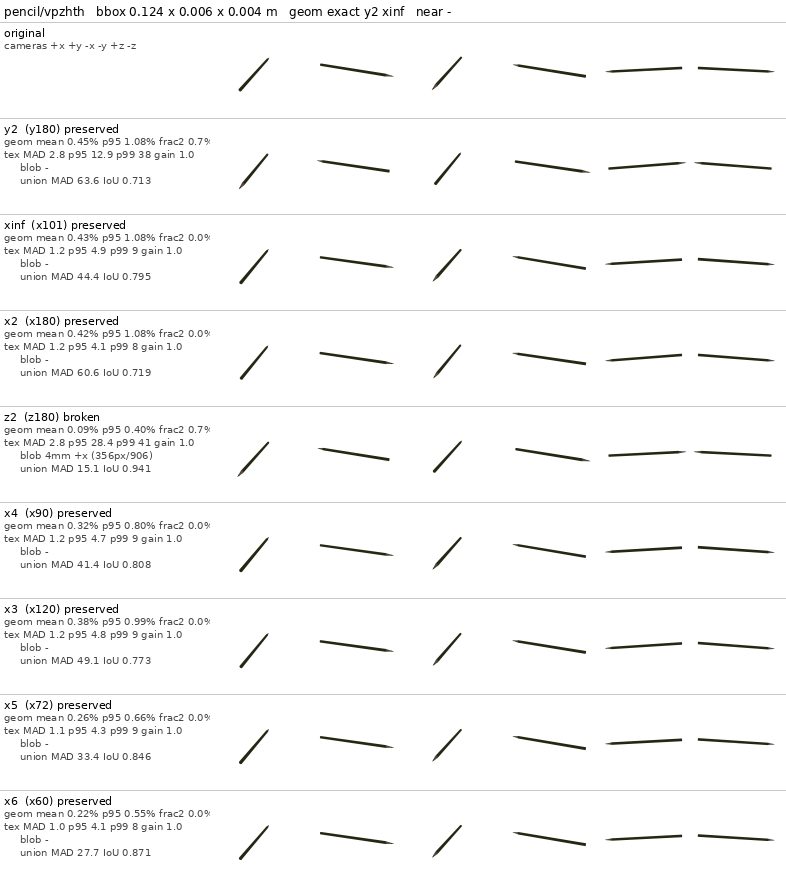 pencil/vpzhth bbox 0.124 x 0.006 x 0.004 m geom exact y2 xinf near -
original
cameras +x +y -x -y +z -z
y2 (y180) preserved
geom mean 0.45% p95 1.08% frac2 0.7%
tex MAD 2.8 p95 12.9 p99 38 gain 1.0
blob -
union MAD 63.6 IoU 0.713
xinf (x101) preserved
geom mean 0.43% p95 1.08% frac2 0.0%
tex MAD 1.2 p95 4.9 p99 9 gain 1.0
blob -
union MAD 44.4 IoU 0.795
x2 (x180) preserved
geom mean 0.42% p95 1.08% frac2 0.0%
tex MAD 1.2 p95 4.1 p99 8 gain 1.0
blob -
union MAD 60.6 IoU 0.719
z2 (z180) broken
geom mean 0.09% p95 0.40% frac2 0.7%
tex MAD 2.8 p95 28.4 p99 41 gain 1.0
blob 4mm +x (356px/906)
union MAD 15.1 IoU 0.941
x4 (x90) preserved
geom mean 0.32% p95 0.80% frac2 0.0%
tex MAD 1.2 p95 4.7 p99 9 gain 1.0
blob -
union MAD 41.4 IoU 0.808
x3 (x120) preserved
geom mean 0.38% p95 0.99% frac2 0.0%
tex MAD 1.2 p95 4.8 p99 9 gain 1.0
blob -
union MAD 49.1 IoU 0.773
x5 (x72) preserved
geom mean 0.26% p95 0.66% frac2 0.0%
tex MAD 1.1 p95 4.3 p99 9 gain 1.0
blob -
union MAD 33.4 IoU 0.846
x6 (x60) preserved
geom mean 0.22% p95 0.55% frac2 0.0%
tex MAD 1.0 p95 4.1 p99 8 gain 1.0
blob -
union MAD 27.7 IoU 0.871